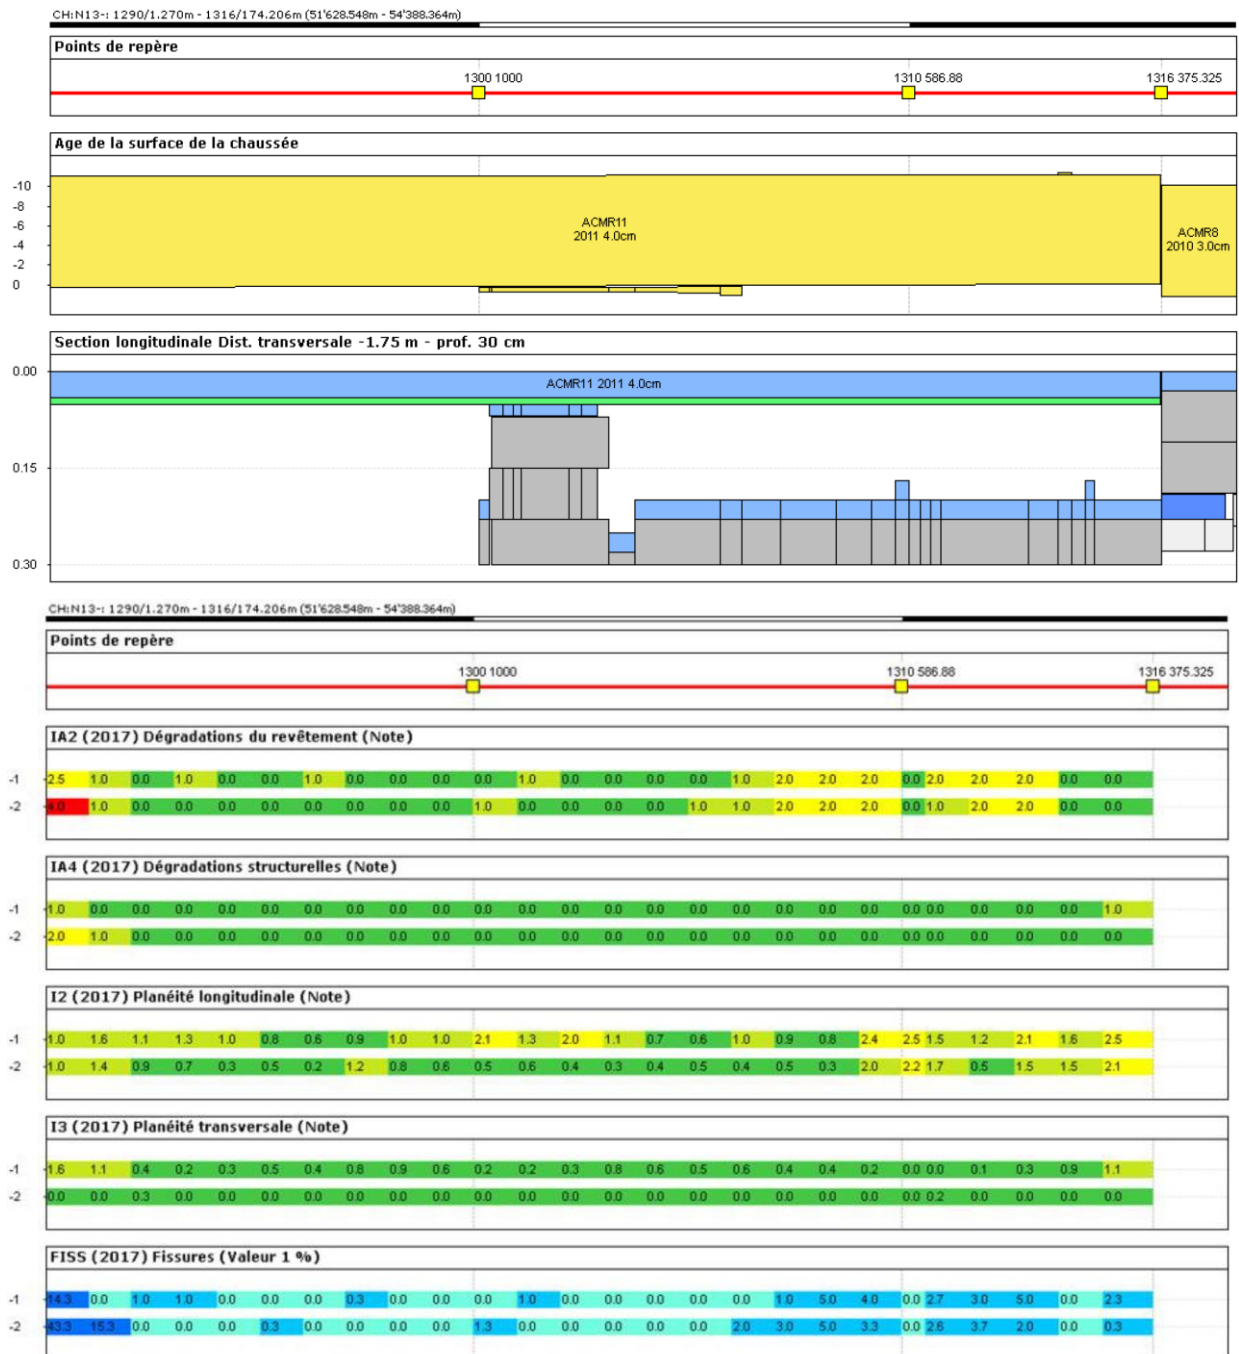 CH:N13-: 1290/1.270m - 1316/174.206m (51'628.548m - 54'388.364m)
Points de repère
1300 1000 1310 586.88 1316 375.325
Age de la surface de la chaussée
-10
-8
-6
-4
-2
0
ACMR11
2011 4.0cm
ACMR8
2010 3.0cm
Section longitudinale Dist. transversale -1.75 m - prof. 30 cm
0.00
ACMR11 2011 4.0cm
0.15
0.30
CH:N13-: 1290/1.270m - 1316/174.206m (51'628.548m - 54'388.364m)
Points de repère
1300 1000 1310 586.88 1316 375.325
IA2 (2017) Dégradations du revêtement (Note)
-1 2.5 1.0 0.0 1.0 0.0 0.0 1.0 0.0 0.0 0.0 0.0 1.0 0.0 0.0 0.0 0.0 1.0 2.0 2.0 2.0 0.0 2.0 2.0 2.0 0.0 0.0
-2 4.0 1.0 0.0 0.0 0.0 0.0 0.0 0.0 0.0 0.0 1.0 0.0 0.0 0.0 0.0 1.0 1.0 2.0 2.0 2.0 0.0 1.0 2.0 2.0 0.0 0.0
IA4 (2017) Dégradations structurelles (Note)
-1 1.0 0.0 0.0 0.0 0.0 0.0 0.0 0.0 0.0 0.0 0.0 0.0 0.0 0.0 0.0 0.0 0.0 0.0 0.0 0.0 0.0 0.0 0.0 0.0 0.0 1.0
-2 2.0 1.0 0.0 0.0 0.0 0.0 0.0 0.0 0.0 0.0 0.0 0.0 0.0 0.0 0.0 0.0 0.0 0.0 0.0 0.0 0.0 0.0 0.0 0.0 0.0 0.0
I2 (2017) Planéité longitudinale (Note)
-1 1.0 1.6 1.1 1.3 1.0 0.8 0.6 0.9 1.0 1.0 2.1 1.3 2.0 1.1 0.7 0.6 1.0 0.9 0.8 2.4 2.5 1.5 1.2 2.1 1.6 2.5
-2 1.0 1.4 0.9 0.7 0.3 0.5 0.2 1.2 0.8 0.6 0.5 0.6 0.4 0.3 0.4 0.5 0.4 0.5 0.3 2.0 2.2 1.7 0.5 1.5 1.5 2.1
I3 (2017) Planéité transversale (Note)
-1 1.6 1.1 0.4 0.2 0.3 0.5 0.4 0.8 0.9 0.6 0.2 0.2 0.3 0.8 0.6 0.5 0.6 0.4 0.4 0.2 0.0 0.0 0.1 0.3 0.9 1.1
-2 0.0 0.0 0.3 0.0 0.0 0.0 0.0 0.0 0.0 0.0 0.0 0.0 0.0 0.0 0.0 0.0 0.0 0.0 0.0 0.0 0.0 0.2 0.0 0.0 0.0 0.0
FISS (2017) Fissures (Valeur 1 %)
-1 14.3 0.0 1.0 1.0 0.0 0.0 0.0 0.3 0.0 0.0 0.0 1.0 0.0 0.0 0.0 0.0 0.0 1.0 5.0 4.0 0.0 2.7 3.0 5.0 0.0 2.3
-2 43.3 15.3 0.0 0.0 0.0 0.3 0.0 0.0 0.0 0.0 1.3 0.0 0.0 0.0 0.0 0.0 2.0 3.0 5.0 3.3 0.0 2.6 3.7 2.0 0.0 0.3